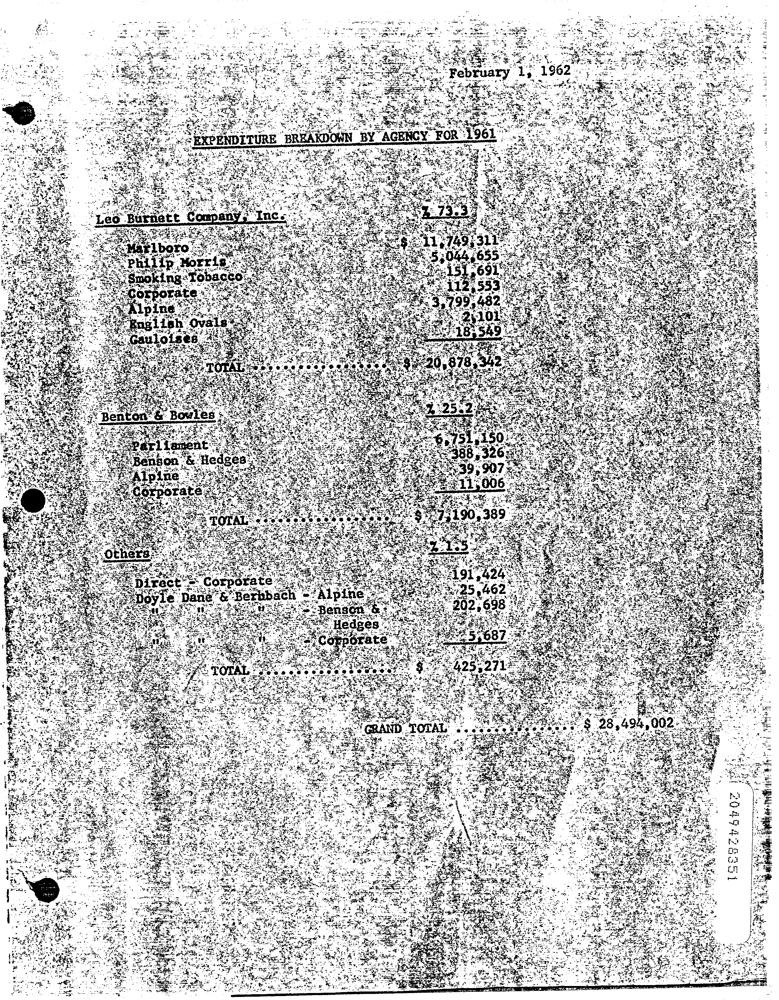 February 1, 1962
EXPENDITURE BREAKDOWN BY AGENCY FOR 1961
Leo Burnett Company, Inc. % 73.3
Marlboro $ 11,749,311
Philip Morris 5,044,655
Smoking Tobacco 151,691
Corporate 112,553
Alpine 3,799,482
English Ovals 2,101
Gauloises 18,549
TOTAL .................. $ 20,878,342
Benton & Bowles % 25.2
Parliament 6,751,150
Benson & Hedges 388,326
Alpine 39,907
Corporate 11,006
TOTAL .................. $ 7,190,389
Others % 1.5
Direct - Corporate 191,424
Doyle Dane & Bernbach - Alpine 25,462
" " " - Benson & 202,698
Hedges
" " " - Corporate 5,687
TOTAL .................. $ 425,271
GRAND TOTAL ................ $ 28,494,002
2049428351